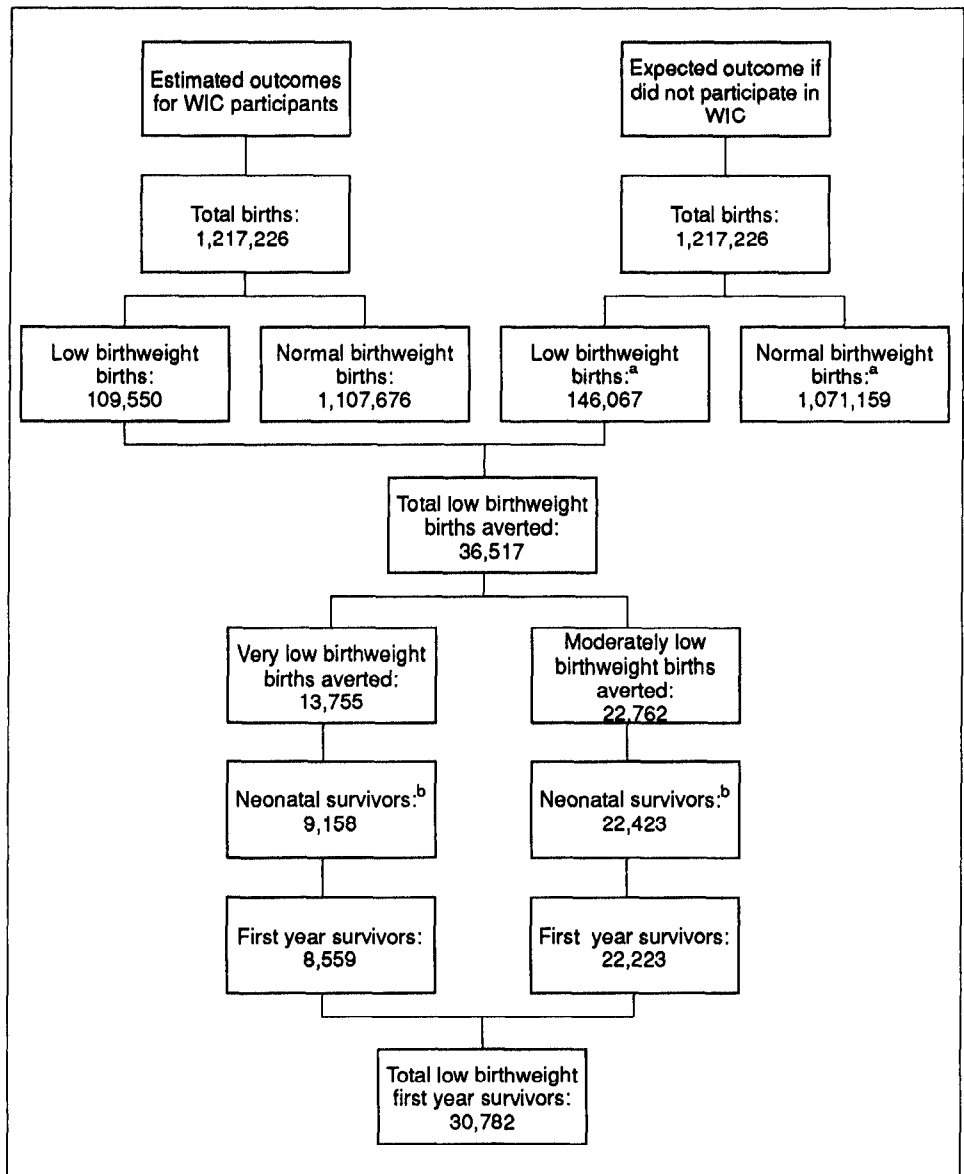 Estimated outcomes
for WIC participants
Expected outcome if
did not participate in
WIC
Total births:
1,217,226
Total births:
1,217,226
Low birthweight
births:
109,550
Normal birthweight
births:
1,107,676
Low birthweight
births:a
146,067
Normal birthweight
births:a
1,071,159
Total low birthweight
births averted:
36,517
Very low birthweight
births averted:
13,755
Moderately low
birthweight births
averted:
22,762
Neonatal survivors:b
9,158
Neonatal survivors:b
22,423
First year survivors:
8,559
First year survivors:
22,223
Total low birthweight
first year survivors:
30,782